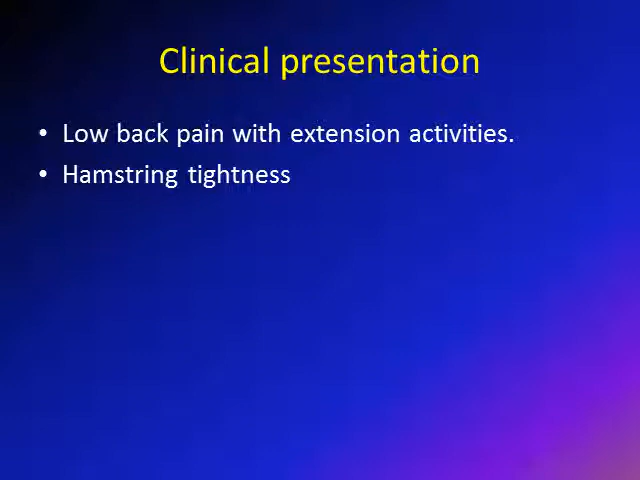 Clinical presentation
• Low back pain with extension activities.
• Hamstring tightness